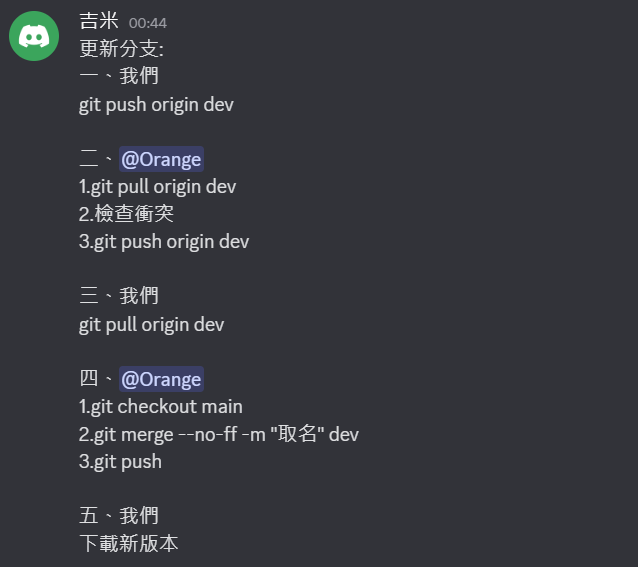 吉米 00:44
更新分支:
一、我們
git push origin dev
二、@Orange
1.git pull origin dev
2.檢查衝突
3.git push origin dev
三、我們
git pull origin dev
四、@Orange
1.git checkout main
2.git merge --no-ff -m "取名" dev
3.git push
五、我們
下載新版本